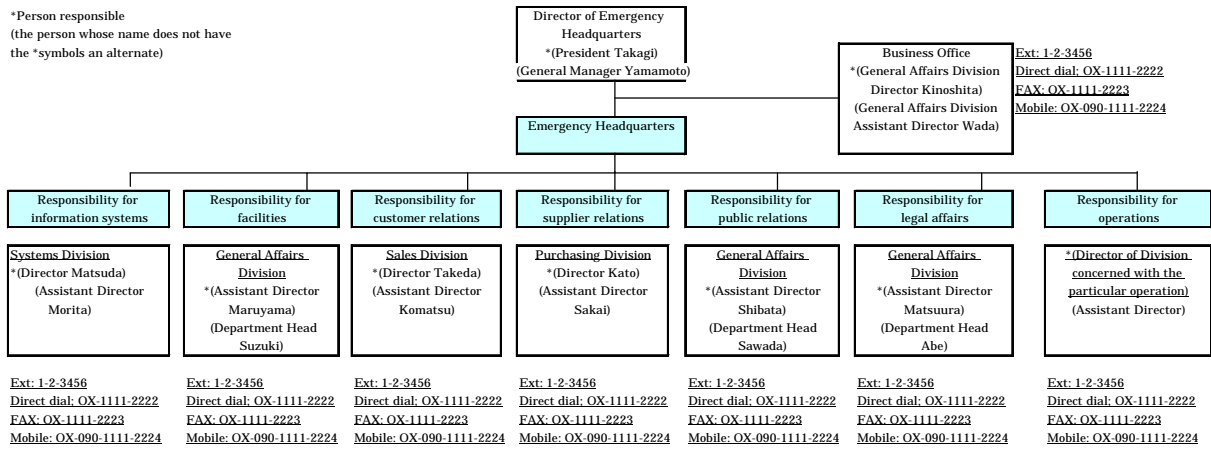 *Person responsible
(the person whose name does not have
the *symbols an alternate)
Director of Emergency
Headquarters
*(President Takagi)
(General Manager Yamamoto)
Business Office
*(General Affairs Division
Director Kinoshita)
(General Affairs Division
Assistant Director Wada)
Ext: 1-2-3456
Direct dial; OX-1111-2222
FAX: OX-1111-2223
Mobile: OX-090-1111-2224
Emergency Headquarters
Responsibility for
information systems
Responsibility for
facilities
Responsibility for
customer relations
Responsibility for
supplier relations
Responsibility for
public relations
Responsibility for
legal affairs
Responsibility for
operations
Systems Division
*(Director Matsuda)
(Assistant Director
Morita)
General Affairs
Division
*(Assistant Director
Maruyama)
(Department Head
Suzuki)
Sales Division
*(Director Takeda)
(Assistant Director
Komatsu)
Purchasing Division
*(Director Kato)
(Assistant Director
Sakai)
General Affairs
Division
*(Assistant Director
Shibata)
(Department Head
Sawada)
General Affairs
Division
*(Assistant Director
Matsuura)
(Department Head
Abe)
*(Director of Division
concerned with the
particular operation)
(Assistant Director)
Ext: 1-2-3456
Direct dial; OX-1111-2222
FAX: OX-1111-2223
Mobile: OX-090-1111-2224
Ext: 1-2-3456
Direct dial; OX-1111-2222
FAX: OX-1111-2223
Mobile: OX-090-1111-2224
Ext: 1-2-3456
Direct dial; OX-1111-2222
FAX: OX-1111-2223
Mobile: OX-090-1111-2224
Ext: 1-2-3456
Direct dial; OX-1111-2222
FAX: OX-1111-2223
Mobile: OX-090-1111-2224
Ext: 1-2-3456
Direct dial; OX-1111-2222
FAX: OX-1111-2223
Mobile: OX-090-1111-2224
Ext: 1-2-3456
Direct dial; OX-1111-2222
FAX: OX-1111-2223
Mobile: OX-090-1111-2224
Ext: 1-2-3456
Direct dial; OX-1111-2222
FAX: OX-1111-2223
Mobile: OX-090-1111-2224